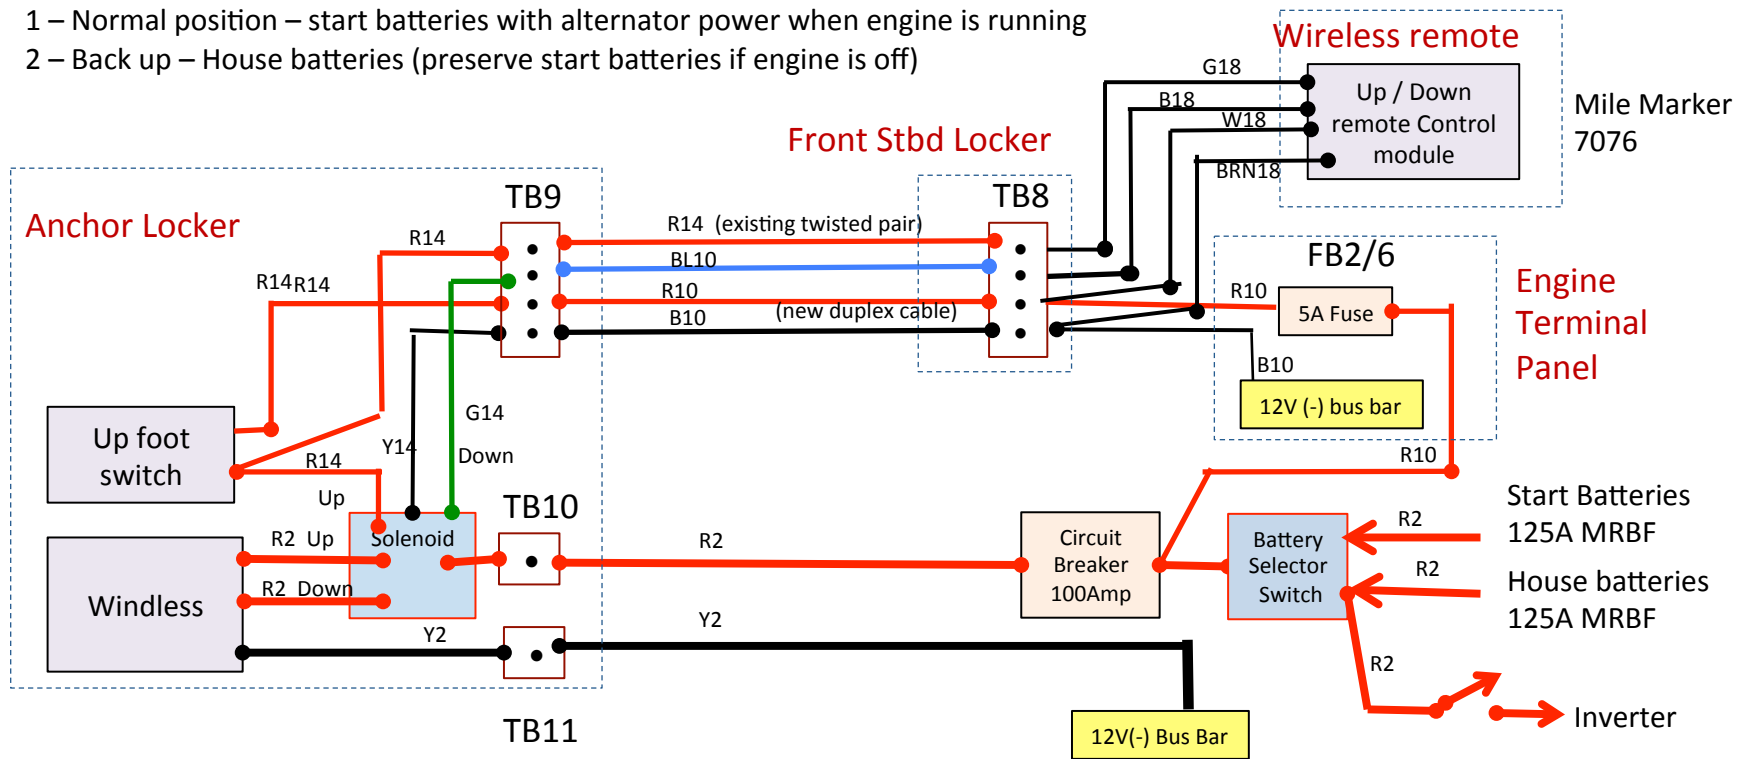 1 – Normal position – start batteries with alternator power when engine is running
2 – Back up – House batteries (preserve start batteries if engine is off)
Wireless remote
G18
Up / Down
remote Control
module
B18
W18
BRN18
Mile Marker
7076
Front Stbd Locker
TB9
TB8
Anchor Locker
R14
R14 (existing twisted pair)
BL10
R14R14
R10
B10
(new duplex cable)
FB2/6
R10
5A Fuse
Engine
Terminal
Panel
B10
12V (-) bus bar
Up foot
switch
G14
Y14
Down
R14
Up
R10
TB10
Solenoid
R2 Up
R2 Down
Windless
R2
Circuit
Breaker
100Amp
Battery
Selector
Switch
R2
Start Batteries
125A MRBF
R2
House batteries
125A MRBF
Y2
Y2
R2
TB11
12V(-) Bus Bar
Inverter